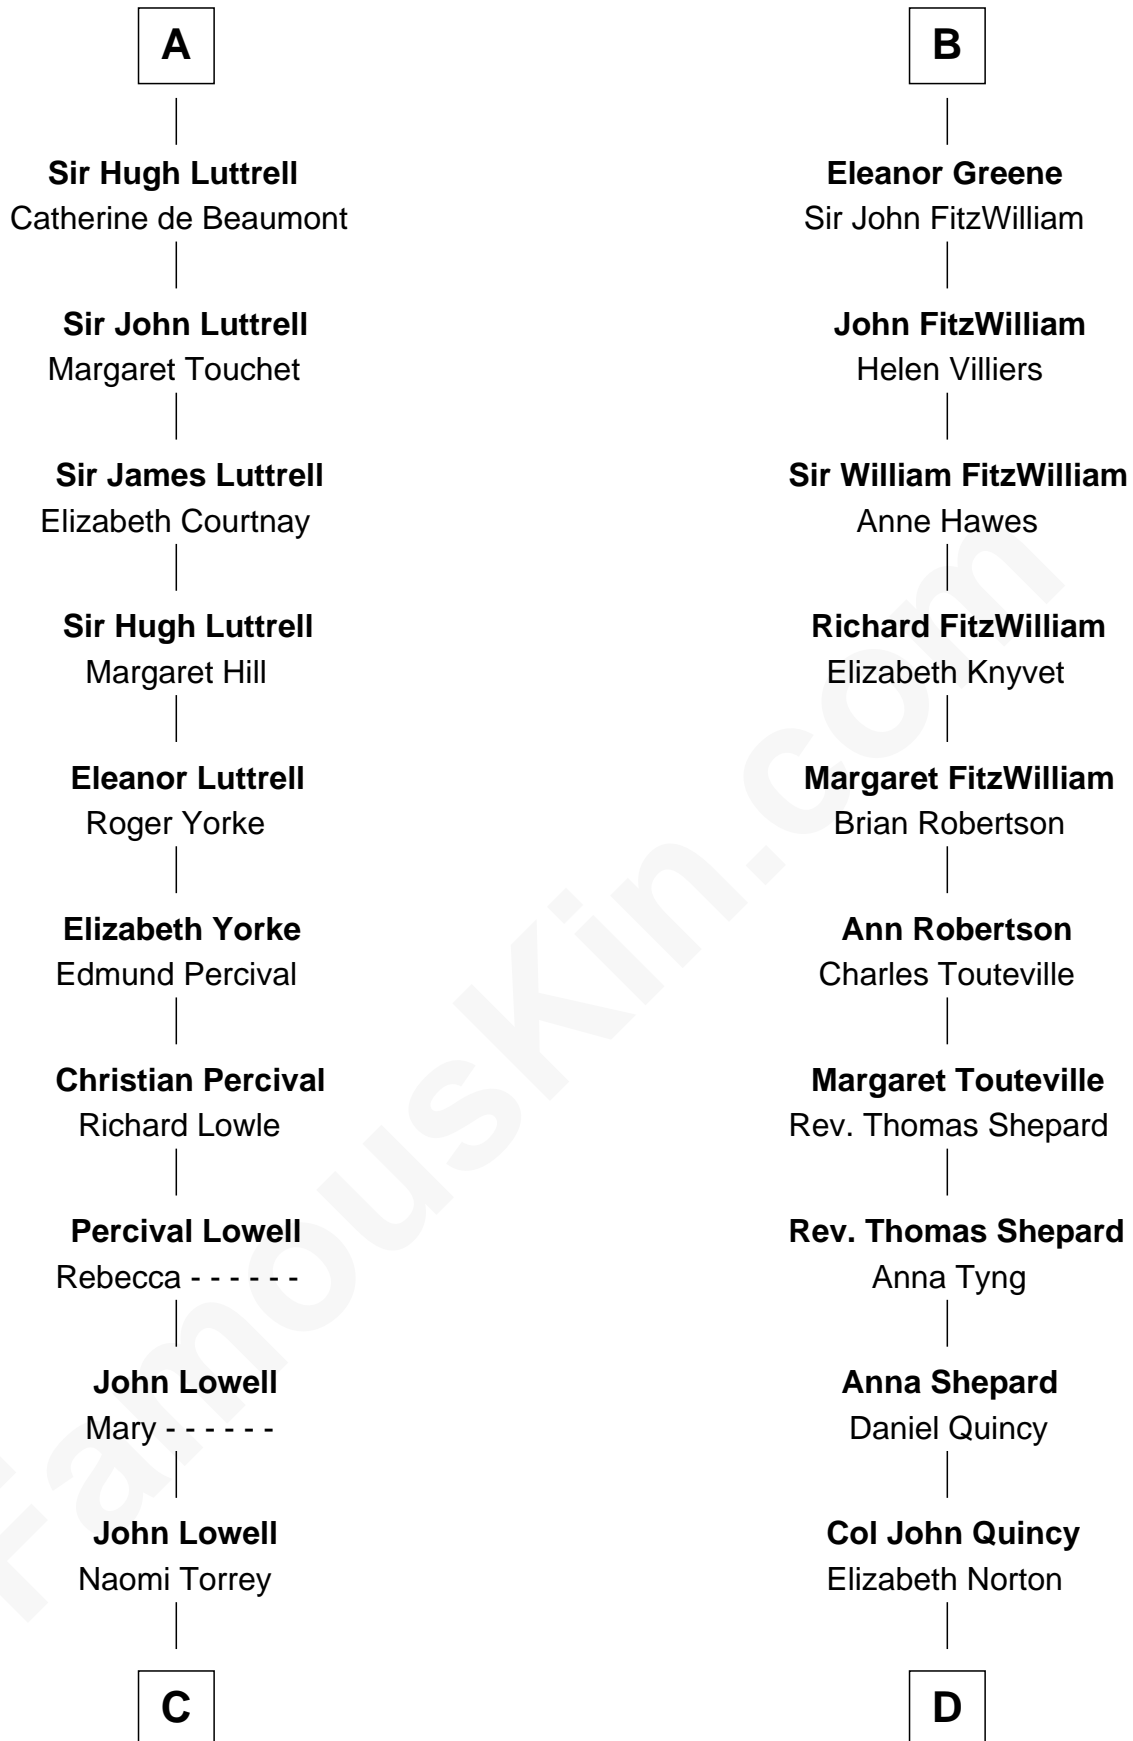 A
Sir Hugh Luttrell
Catherine de Beaumont
Sir John Luttrell
Margaret Touchet
Sir James Luttrell
Elizabeth Courtnay
Sir Hugh Luttrell
Margaret Hill
Eleanor Luttrell
Roger Yorke
Elizabeth Yorke
Edmund Percival
Christian Percival
Richard Lowle
Percival Lowell
Rebecca - - - - - -
John Lowell
Mary - - - - - -
John Lowell
Naomi Torrey
C
B
Eleanor Greene
Sir John FitzWilliam
John FitzWilliam
Helen Villiers
Sir William FitzWilliam
Anne Hawes
Richard FitzWilliam
Elizabeth Knyvet
Margaret FitzWilliam
Brian Robertson
Ann Robertson
Charles Touteville
Margaret Touteville
Rev. Thomas Shepard
Rev. Thomas Shepard
Anna Tyng
Anna Shepard
Daniel Quincy
Col John Quincy
Elizabeth Norton
D
FamousKin.com